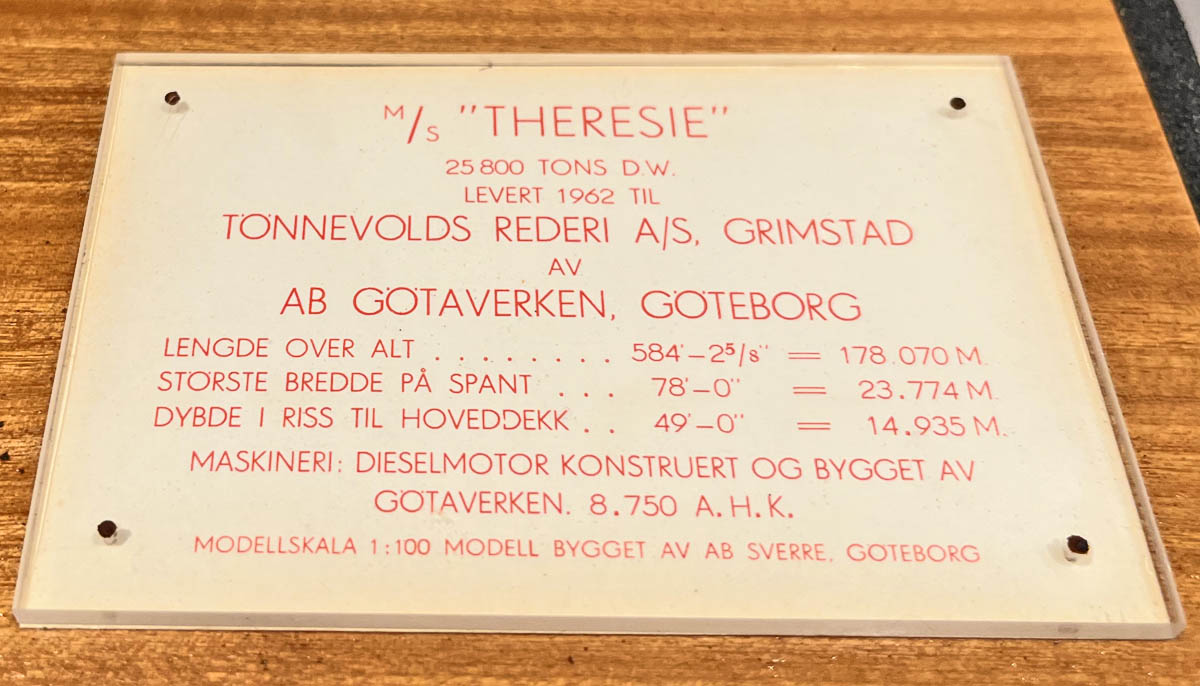 M/S "THERESIE"
25 800 TONS D.W.
LEVERT 1962 TIL
TÖNNEVOLDS REDERI A/S, GRIMSTAD
AV
AB GÖTAVERKEN, GÖTEBORG
LENGDE OVER ALT . . . . . . . . 584'–2⁵/₈" = 178.070 M.
STÖRSTE BREDDE PÅ SPANT . . . 78'–0" = 23.774 M.
DYBDE I RISS TIL HOVEDDEKK . . 49'–0" = 14.935 M.
MASKINERI: DIESELMOTOR KONSTRUERT OG BYGGET AV
GÖTAVERKEN. 8.750 A.H.K.
MODELLSKALA 1:100 MODELL BYGGET AV AB SVERRE, GÖTEBORG